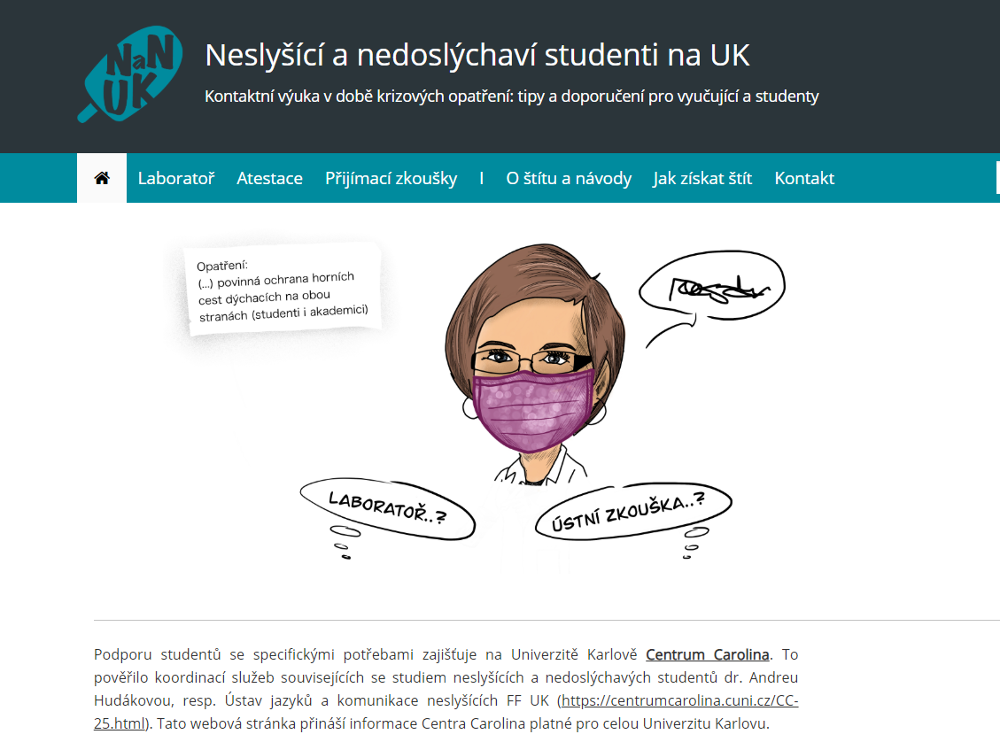 NaN
UK
Neslyšící a nedoslýchaví studenti na UK
Kontaktní výuka v době krizových opatření: tipy a doporučení pro vyučující a studenty
Laboratoř Atestace Přijímací zkoušky I O štítu a návody Jak získat štít Kontakt
Opatření:
(...) povinná ochrana horních
cest dýchacích na obou
stranách (studenti i akademici)
LABORATOŘ..?
ÚSTNÍ ZKOUŠKA..?
Podporu studentů se specifickými potřebami zajišťuje na Univerzitě Karlově Centrum Carolina. To
pověřilo koordinací služeb souvisejících se studiem neslyšících a nedoslýchavých studentů dr. Andreu
Hudákovou, resp. Ústav jazyků a komunikace neslyšících FF UK (https://centrumcarolina.cuni.cz/CC-
25.html). Tato webová stránka přináší informace Centra Carolina platné pro celou Univerzitu Karlovu.